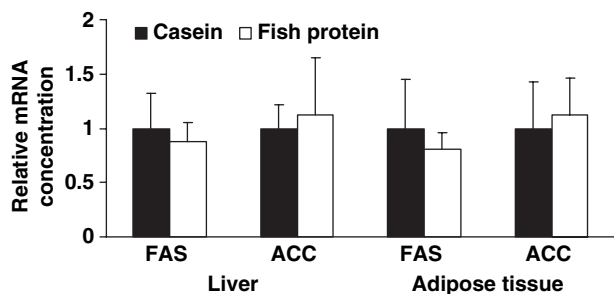 2
Casein Fish protein
1.5
1
0.5
0
Relative mRNA
concentration
FAS ACC FAS ACC
Liver Adipose tissue